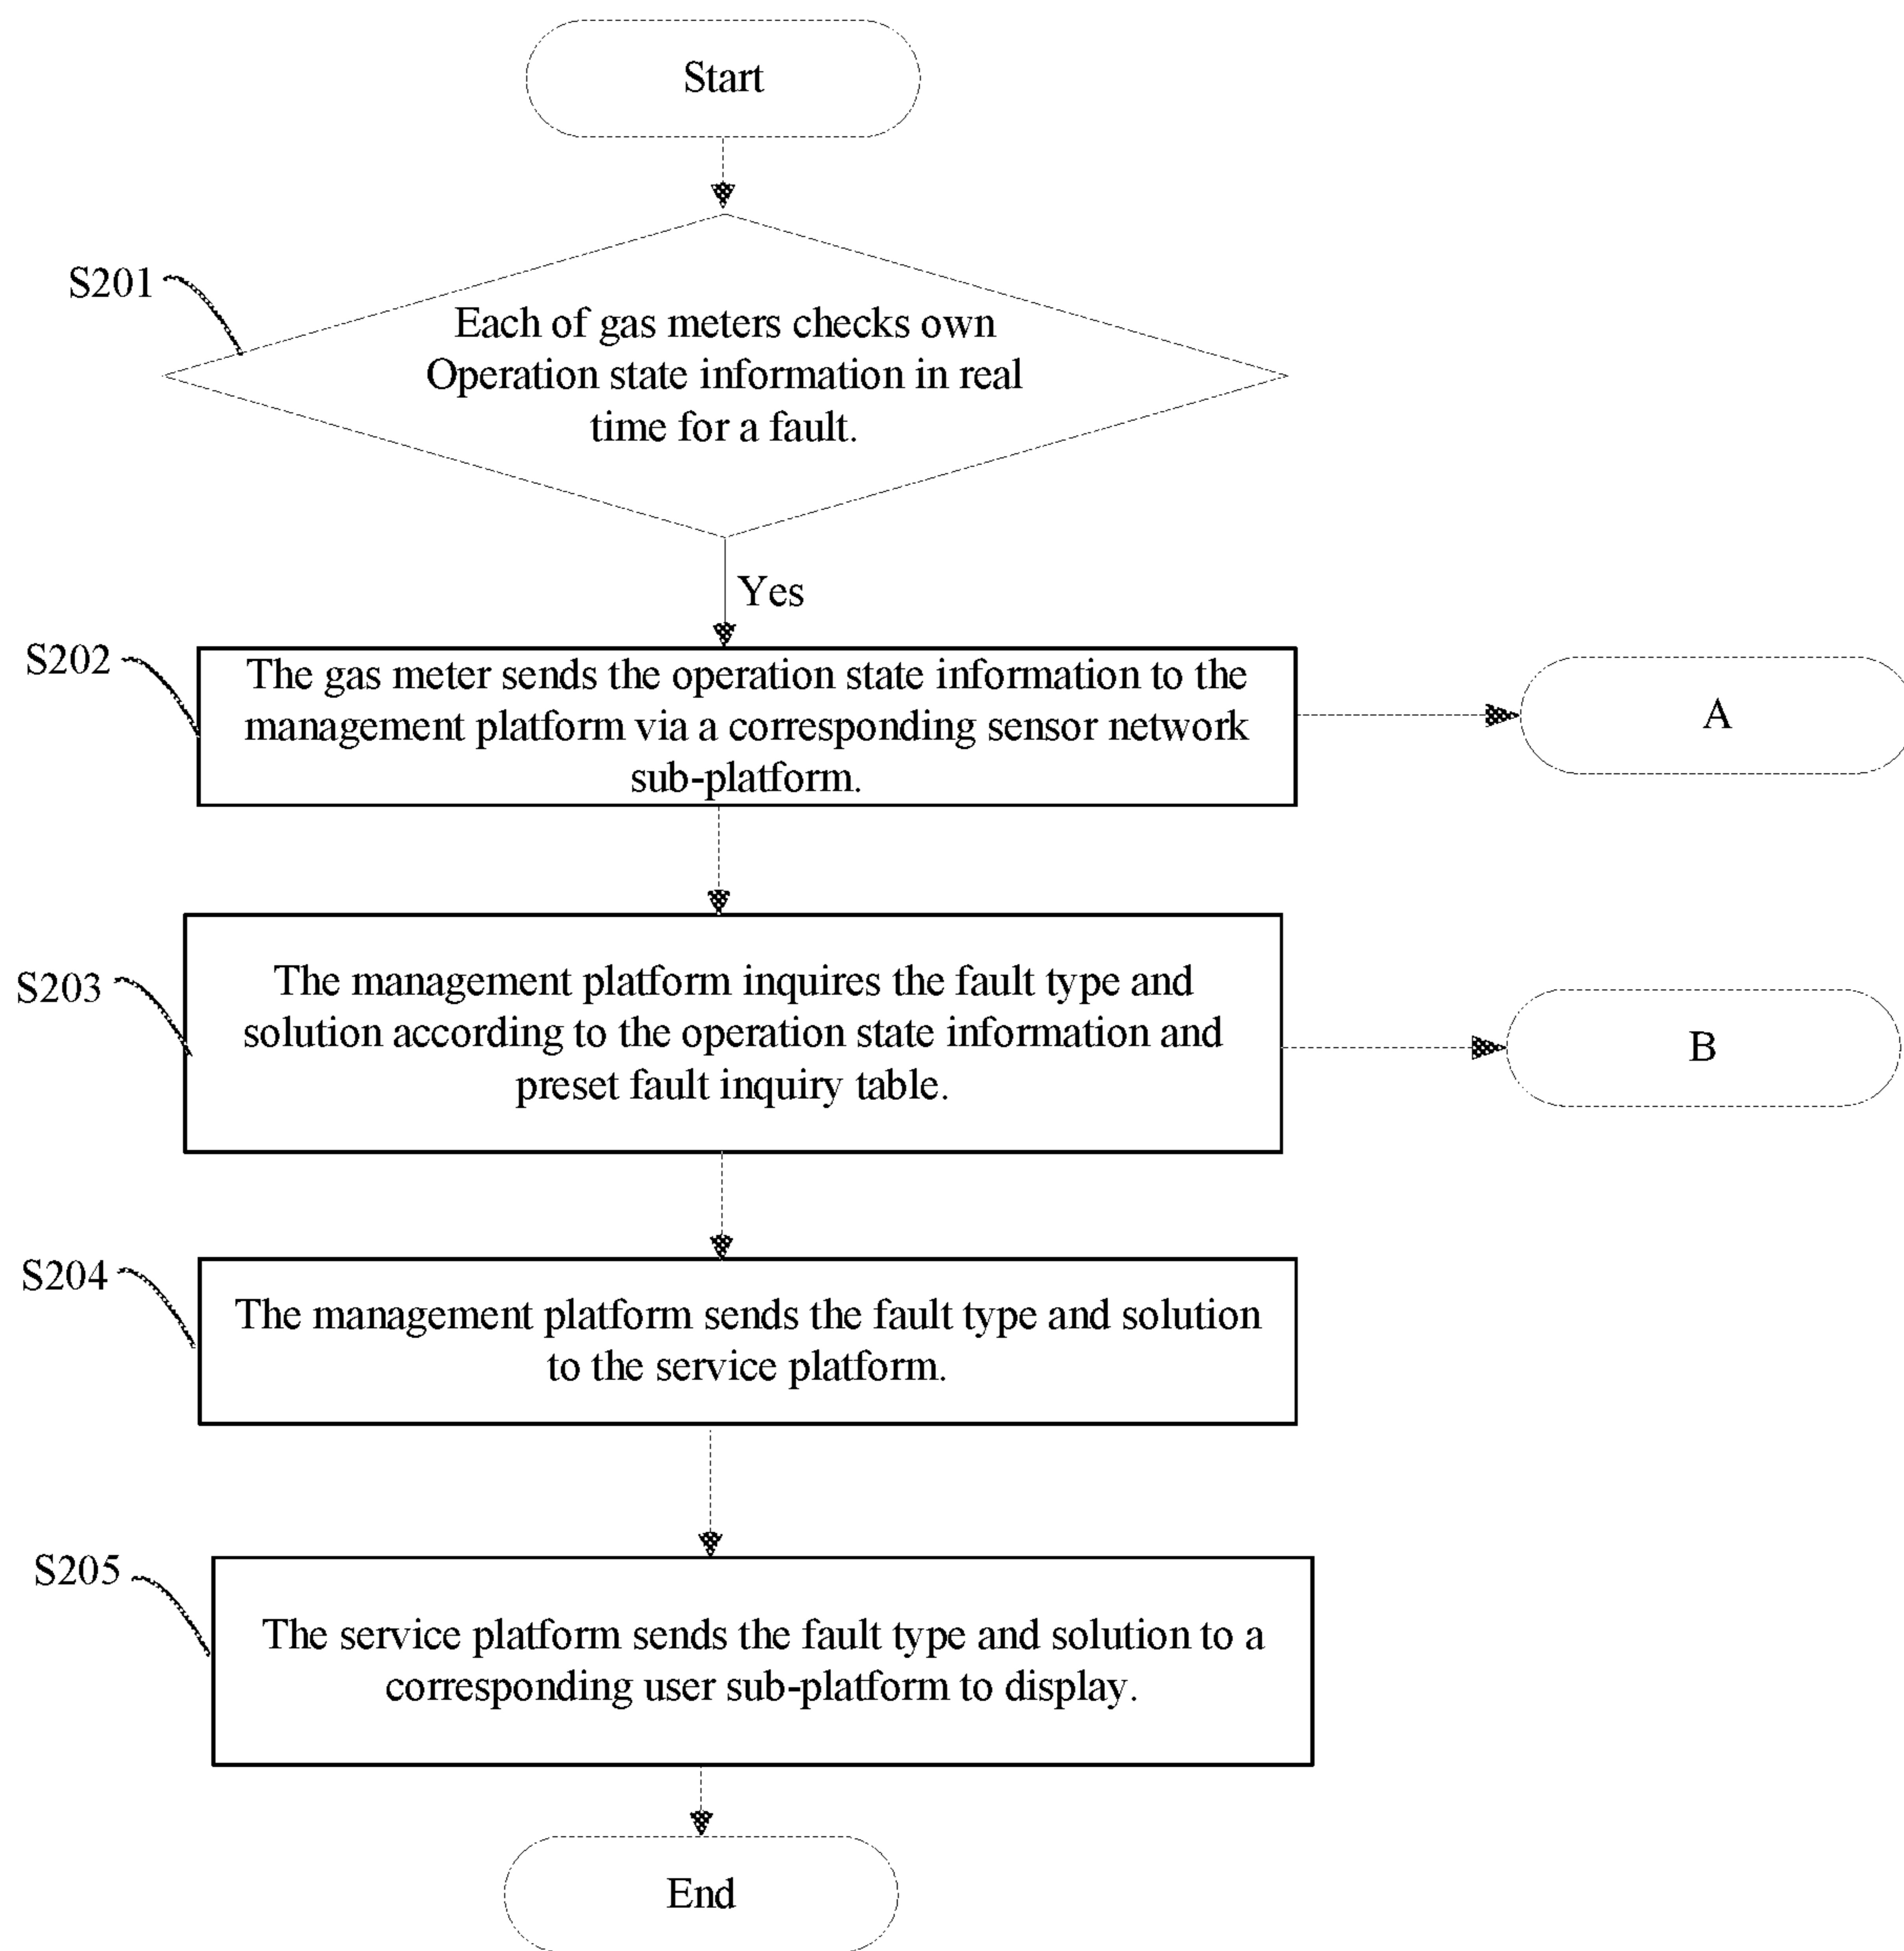 Start
S201
Each of gas meters checks own
Operation state information in real
time for a fault.
Yes
S202
The gas meter sends the operation state information to the
management platform via a corresponding sensor network
sub-platform.
A
S203
The management platform inquires the fault type and
solution according to the operation state information and
preset fault inquiry table.
B
S204
The management platform sends the fault type and solution
to the service platform.
S205
The service platform sends the fault type and solution to a
corresponding user sub-platform to display.
End